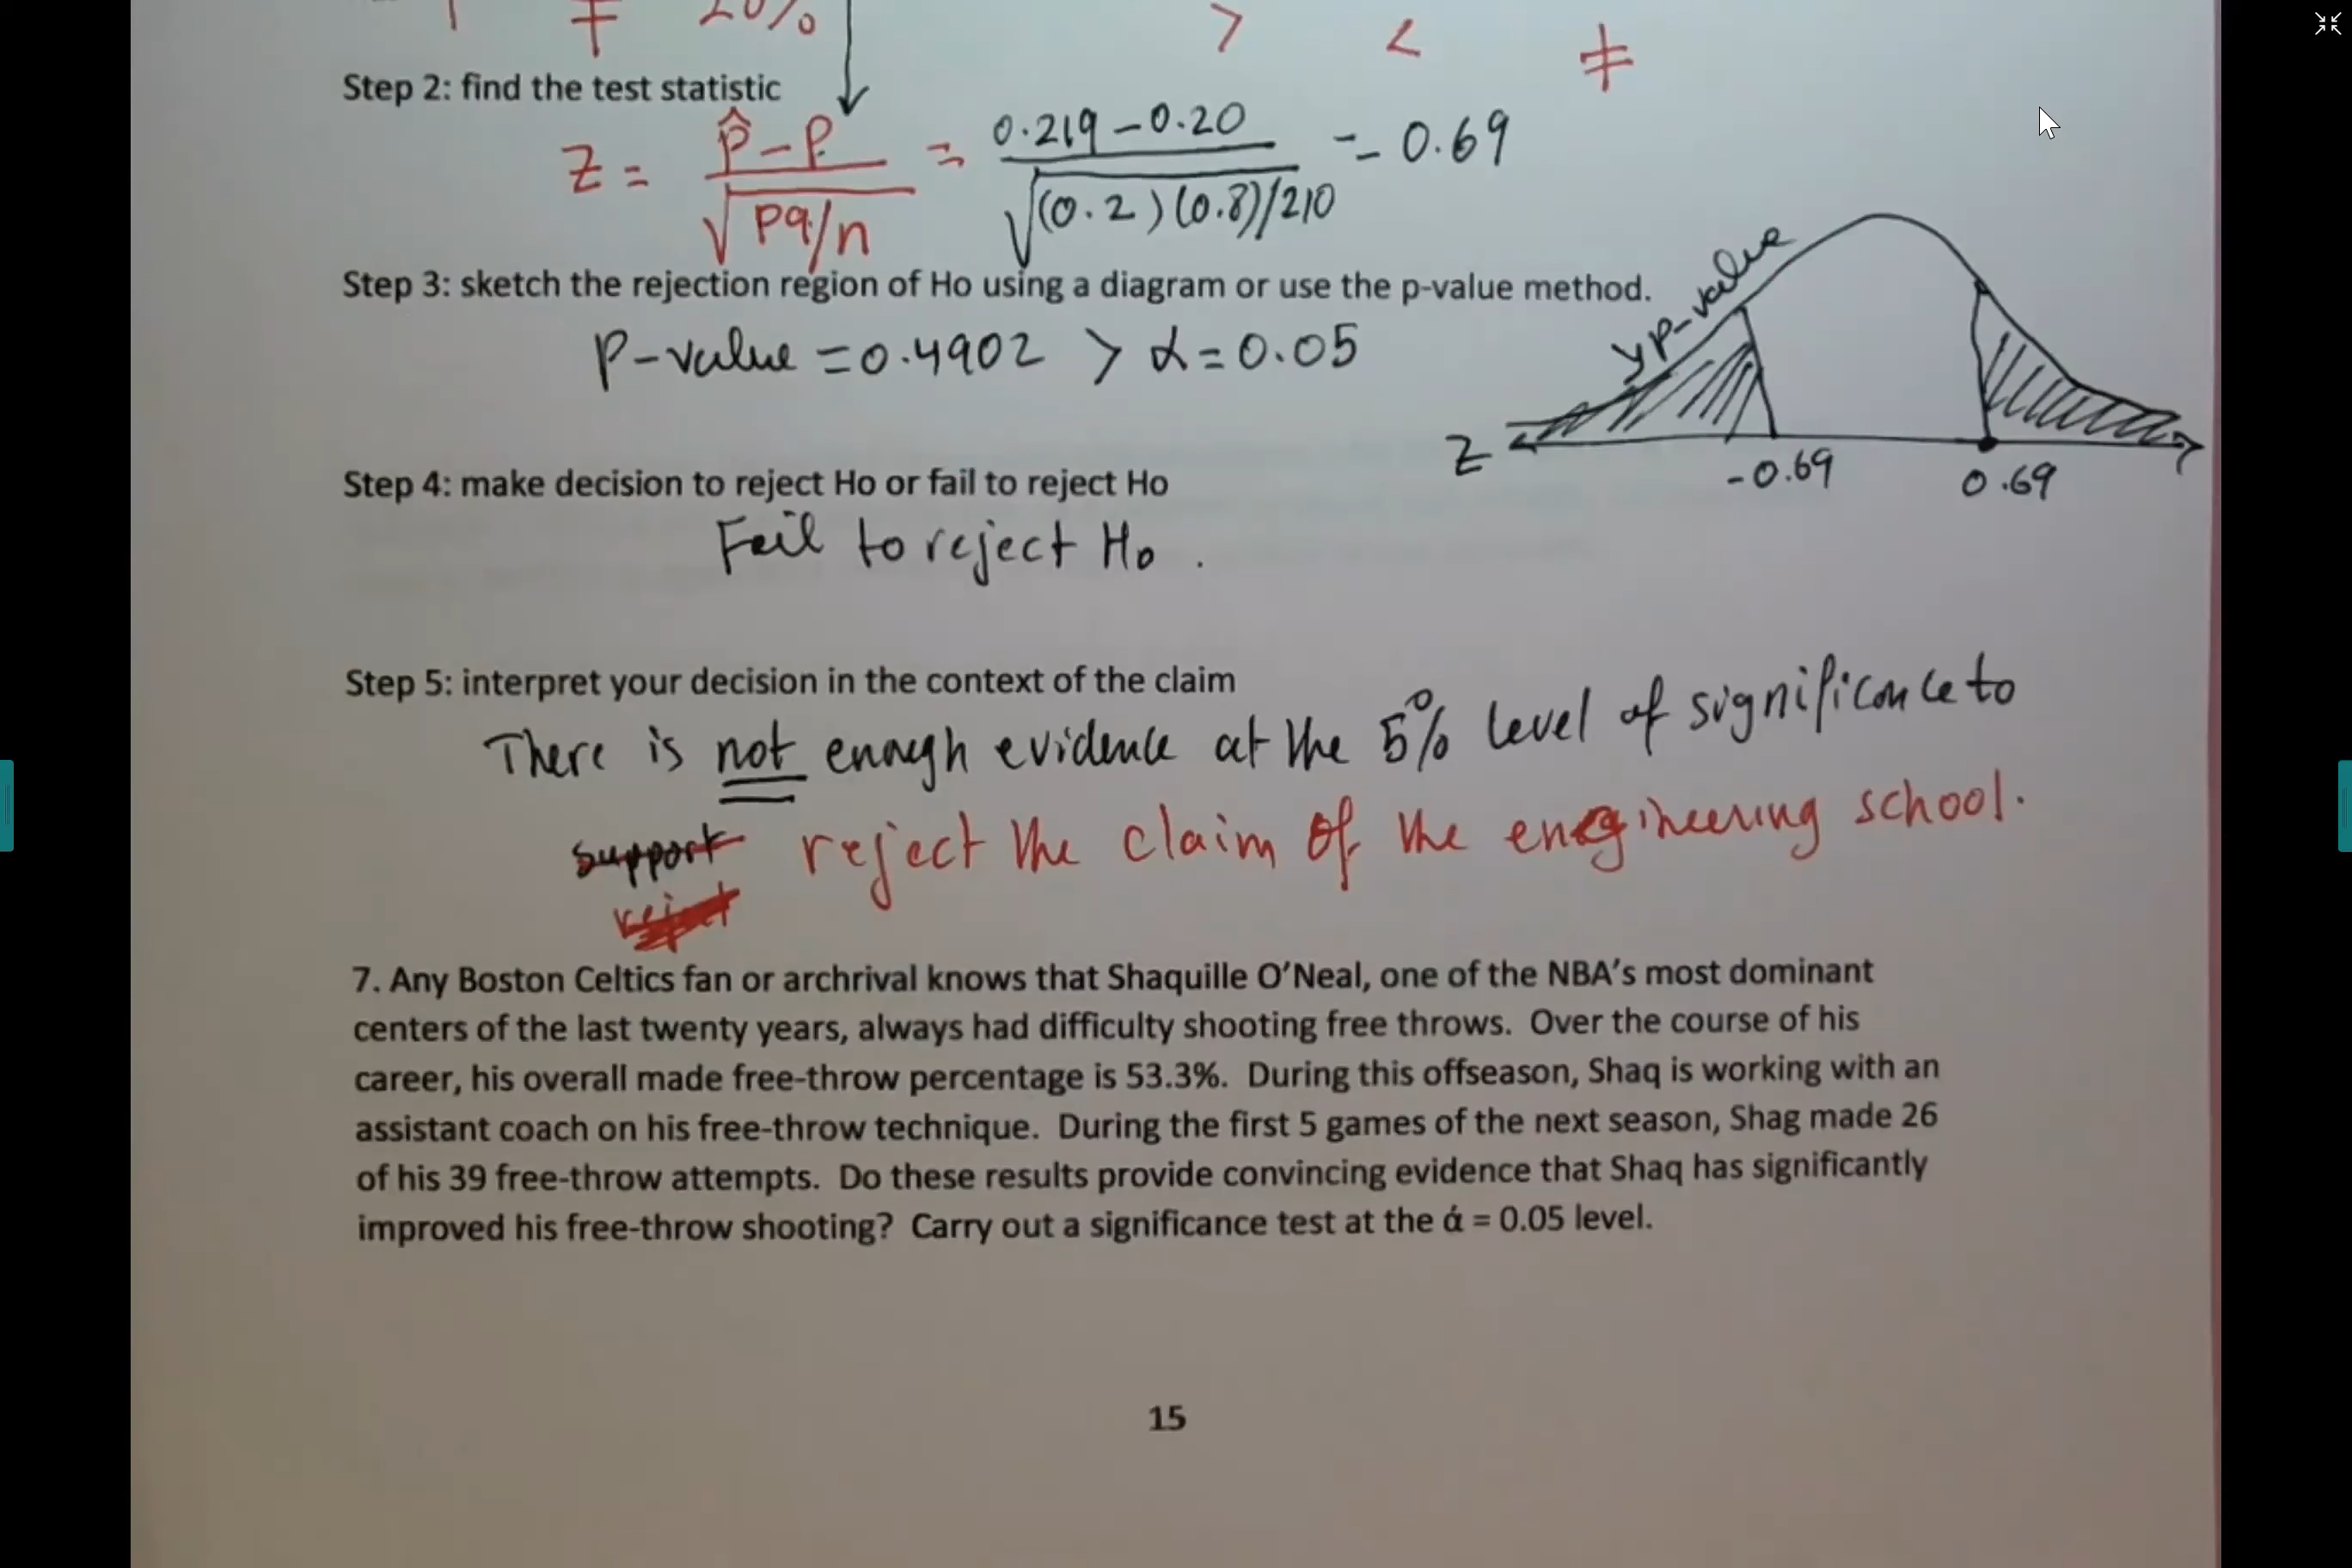 ≠ 20% > < ≠
Step 2: find the test statistic
Z = p̂ - p / √pq/n = 0.219 - 0.20 / √(0.2)(0.8)/210 = 0.69
Step 3: sketch the rejection region of Ho using a diagram or use the p-value method.
P-value = 0.4902 > α = 0.05
p-value
Z -0.69 0.69
Step 4: make decision to reject Ho or fail to reject Ho
Fail to reject Ho.
Step 5: interpret your decision in the context of the claim
There is not enough evidence at the 5% level of significance to
support reject the claim of the engineering school.
reject
7. Any Boston Celtics fan or archrival knows that Shaquille O'Neal, one of the NBA's most dominant
centers of the last twenty years, always had difficulty shooting free throws. Over the course of his
career, his overall made free-throw percentage is 53.3%. During this offseason, Shaq is working with an
assistant coach on his free-throw technique. During the first 5 games of the next season, Shag made 26
of his 39 free-throw attempts. Do these results provide convincing evidence that Shaq has significantly
improved his free-throw shooting? Carry out a significance test at the ά = 0.05 level.
15